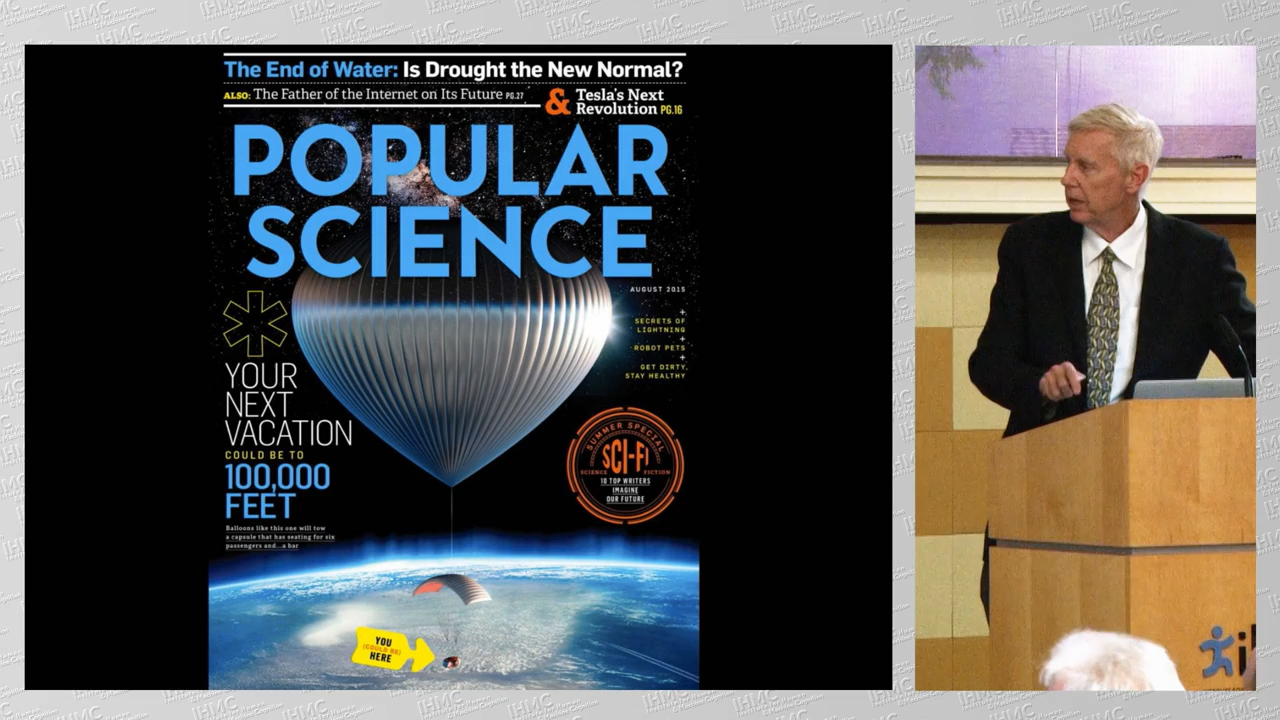 The End of Water: Is Drought the New Normal?
ALSO: The Father of the Internet on Its Future PG.27
& Tesla's Next
Revolution PG.16
POPULAR
SCIENCE
AUGUST 2015
+
SECRETS OF
LIGHTNING
+
ROBOT PETS
+
GET DIRTY,
STAY HEALTHY
YOUR
NEXT
VACATION
COULD BE TO
100,000
FEET
Balloons like this one will tow
a capsule that has seating for six
passengers and...a bar
SUMMER SPECIAL
SCI-FI
SCIENCE FICTION
10 TOP WRITERS
IMAGINE
OUR FUTURE
YOU
(COULD BE)
HERE
IHMC